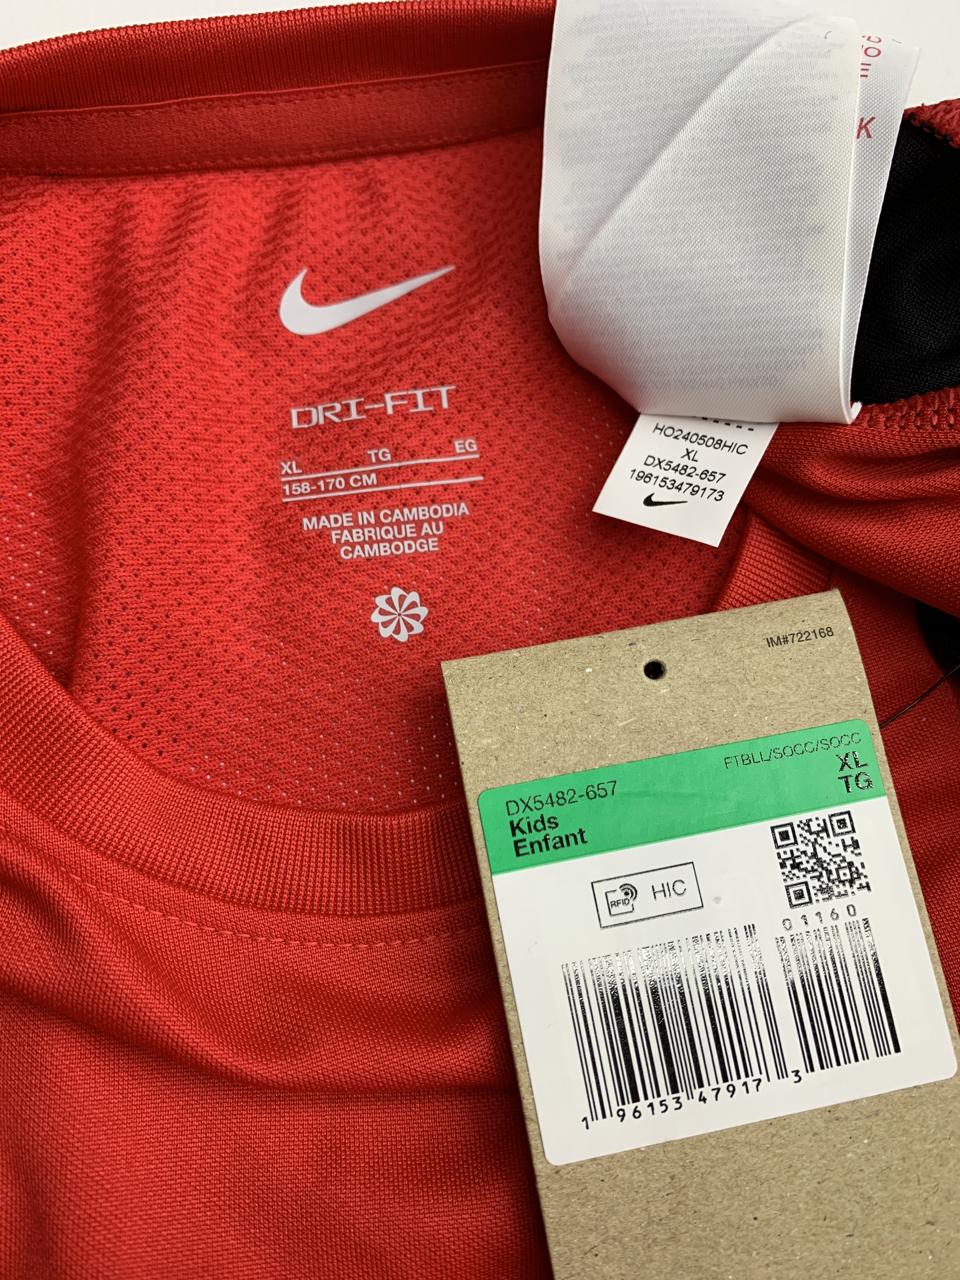 DRI-FIT
XL TG EG
158-170 CM
MADE IN CAMBODIA
FABRIQUE AU
CAMBODGE
K
HO240508HIC
XL
DX5482-657
196153479173
IM#722168
FTBLL/SOCC/SOCC
XL
TG
DX5482-657
Kids
Enfant
RFID HIC
01160
1 96153 47917 3